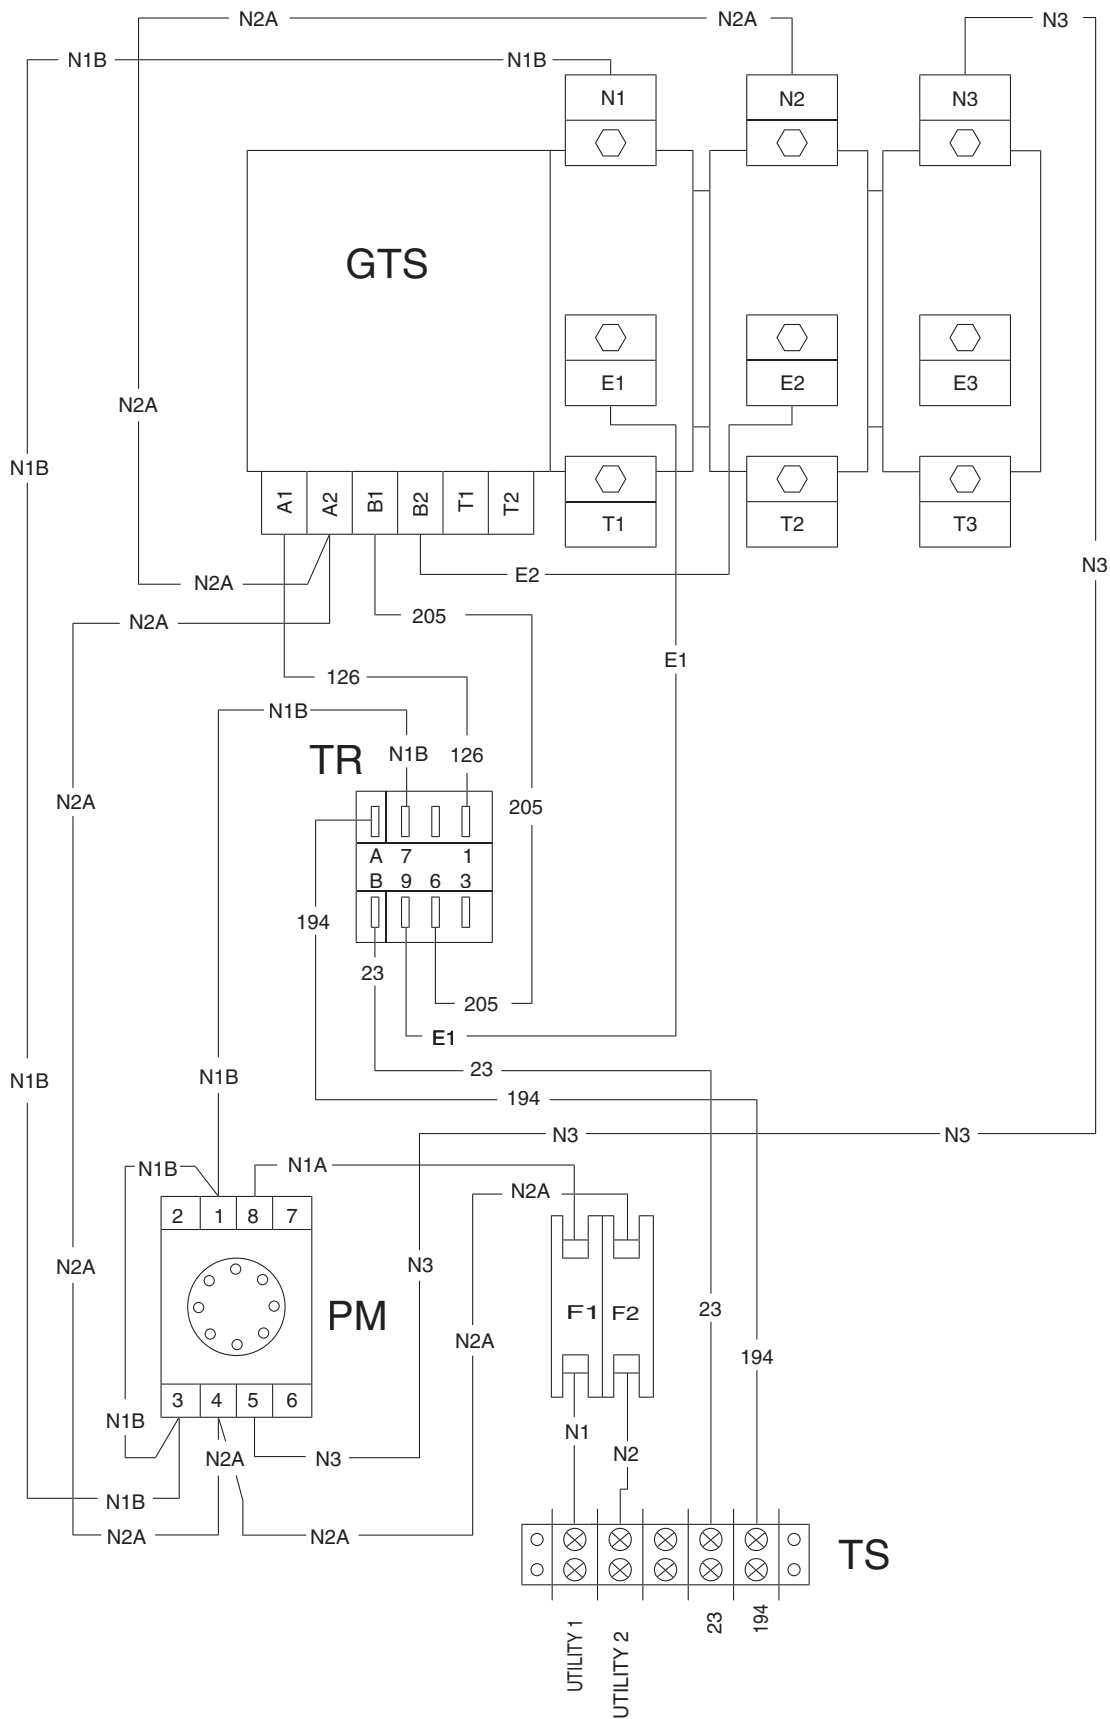 N2A N2A N3
N1B N1B
N1 N2 N3
GTS
E1 E2 E3
N2A
N1B
A1 A2 B1 B2 T1 T2
T1 T2 T3
N3
E2
N2A
N2A 205
E1
126
N1B
TR N1B 126
N2A 205
A 7 1
B 9 6 3
194
23
205
E1
23
N1B N1B
194
N3 N3
N1B N1A
N2A
2 1 8 7
N2A N3
23
F1 F2
PM
N2A
194
3 4 5 6
N1B
N1
N2A N3 N2
N1B
N2A N2A
TS
23 194
UTILITY 1
UTILITY 2